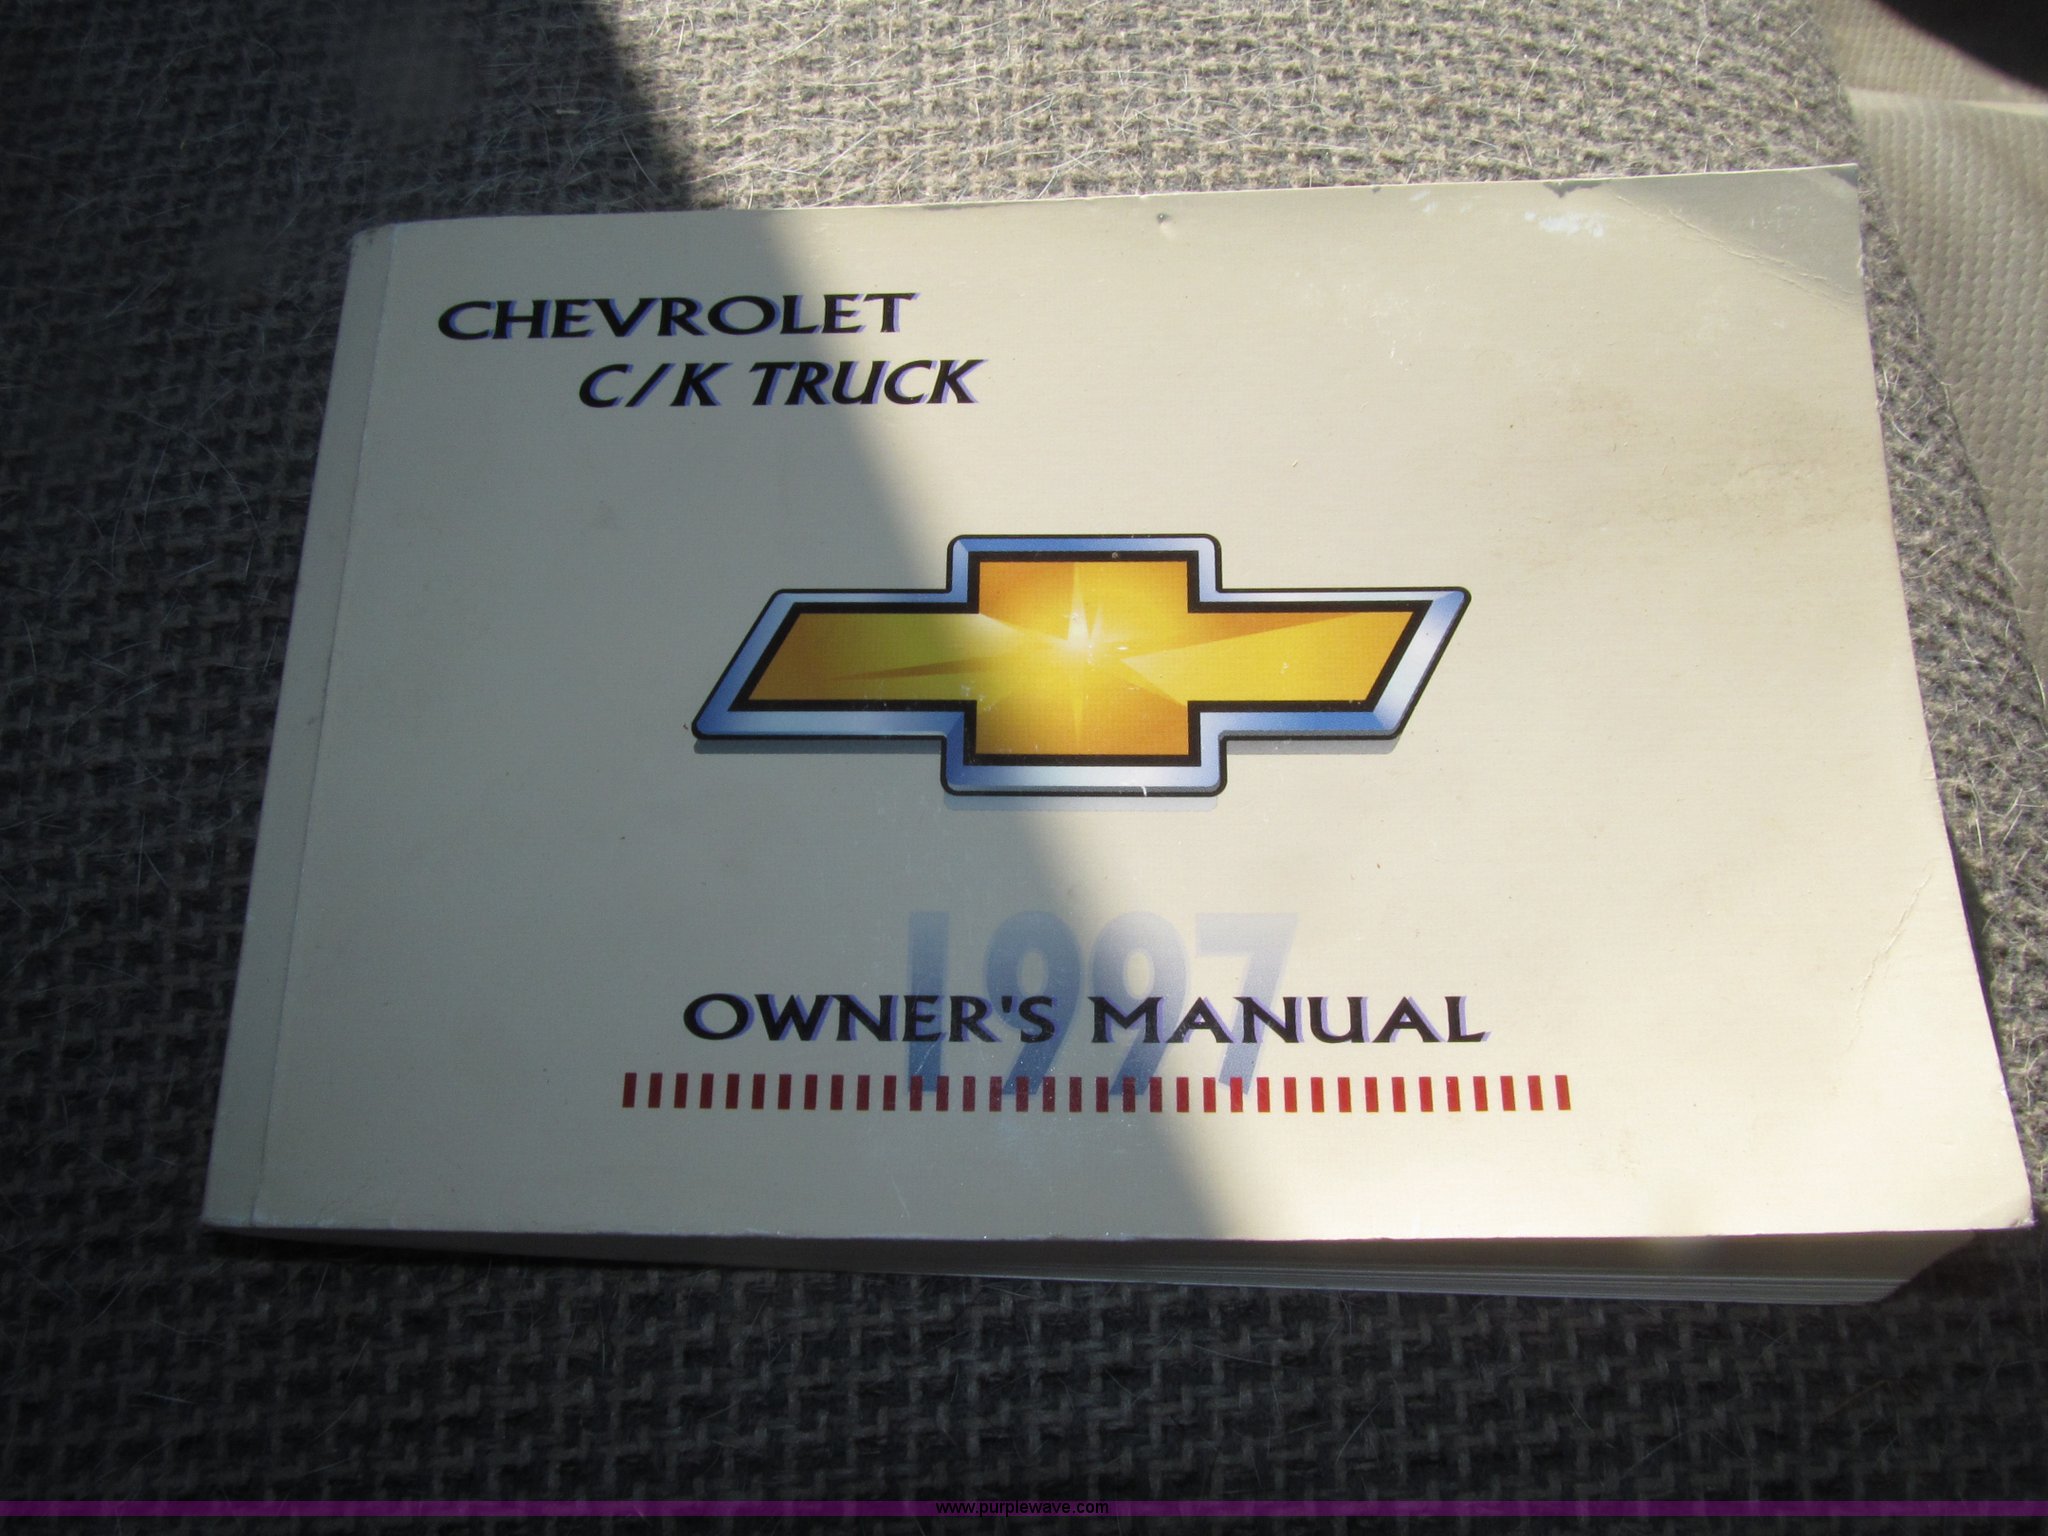 CHEVROLET
C/K TRUCK
1997
OWNER'S MANUAL
www.purplewave.com